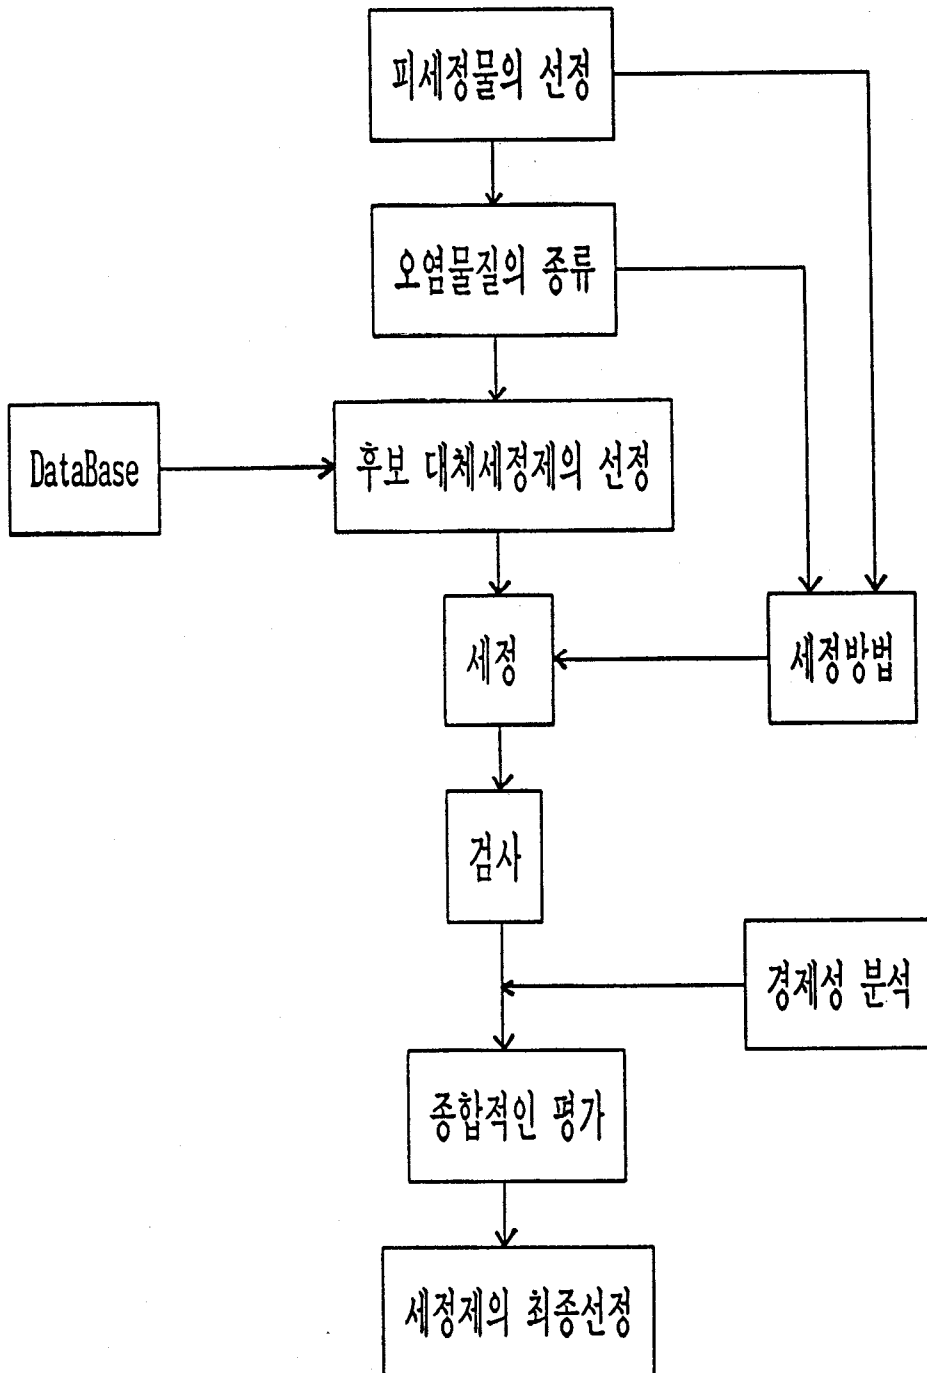 피세정물의 선정
오염물질의 종류
DataBase
후보 대체세정제의 선정
세정
세정방법
검사
경제성 분석
종합적인 평가
세정제의 최종선정